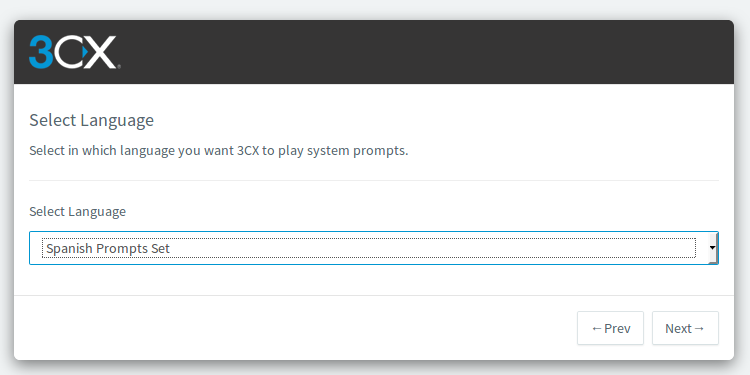 3CX
Select Language
Select in which language you want 3CX to play system prompts.
Select Language
Spanish Prompts Set
←Prev
Next→